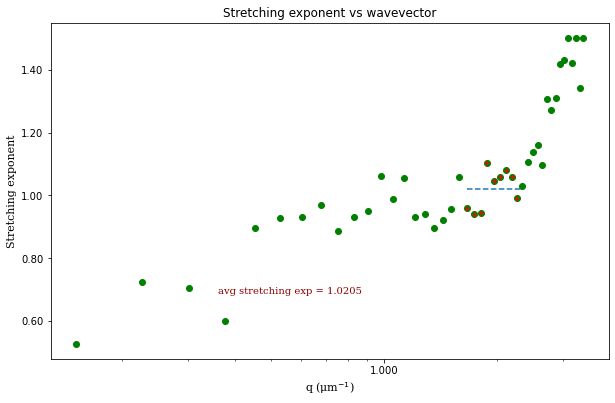 Stretching exponent vs wavevector
Stretching exponent
1.40
1.20
1.00
0.80
0.60
avg stretching exp = 1.0205
1.000
q (μm⁻¹)